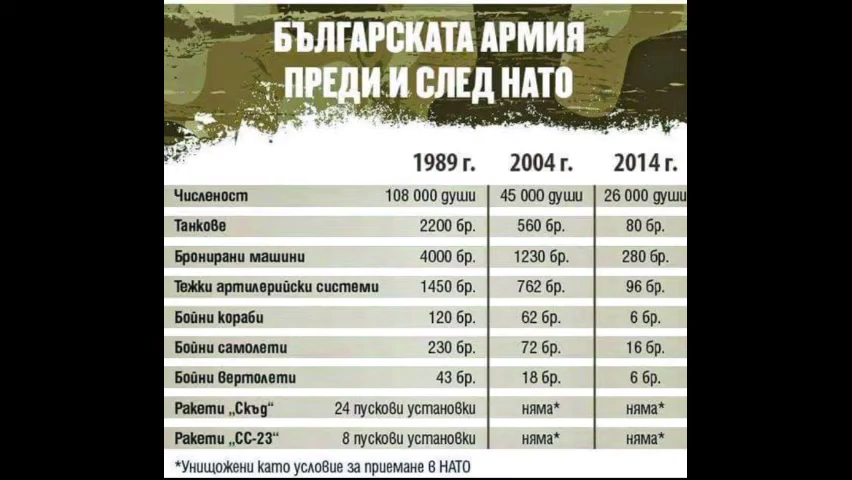 БЪЛГАРСКАТА АРМИЯ
ПРЕДИ И СЛЕД НАТО
1989 г. 2004 г. 2014 г.
Численост 108 000 души 45 000 души 26 000 души
Танкове 2200 бр. 560 бр. 80 бр.
Бронирани машини 4000 бр. 1230 бр. 280 бр.
Тежки артилерийски системи 1450 бр. 762 бр. 96 бр.
Бойни кораби 120 бр. 62 бр. 6 бр.
Бойни самолети 230 бр. 72 бр. 16 бр.
Бойни вертолети 43 бр. 18 бр. 6 бр.
Ракети „Скъд“ 24 пускови установки няма* няма*
Ракети „СС-23“ 8 пускови установки няма* няма*
*Унищожени като условие за приемане в НАТО